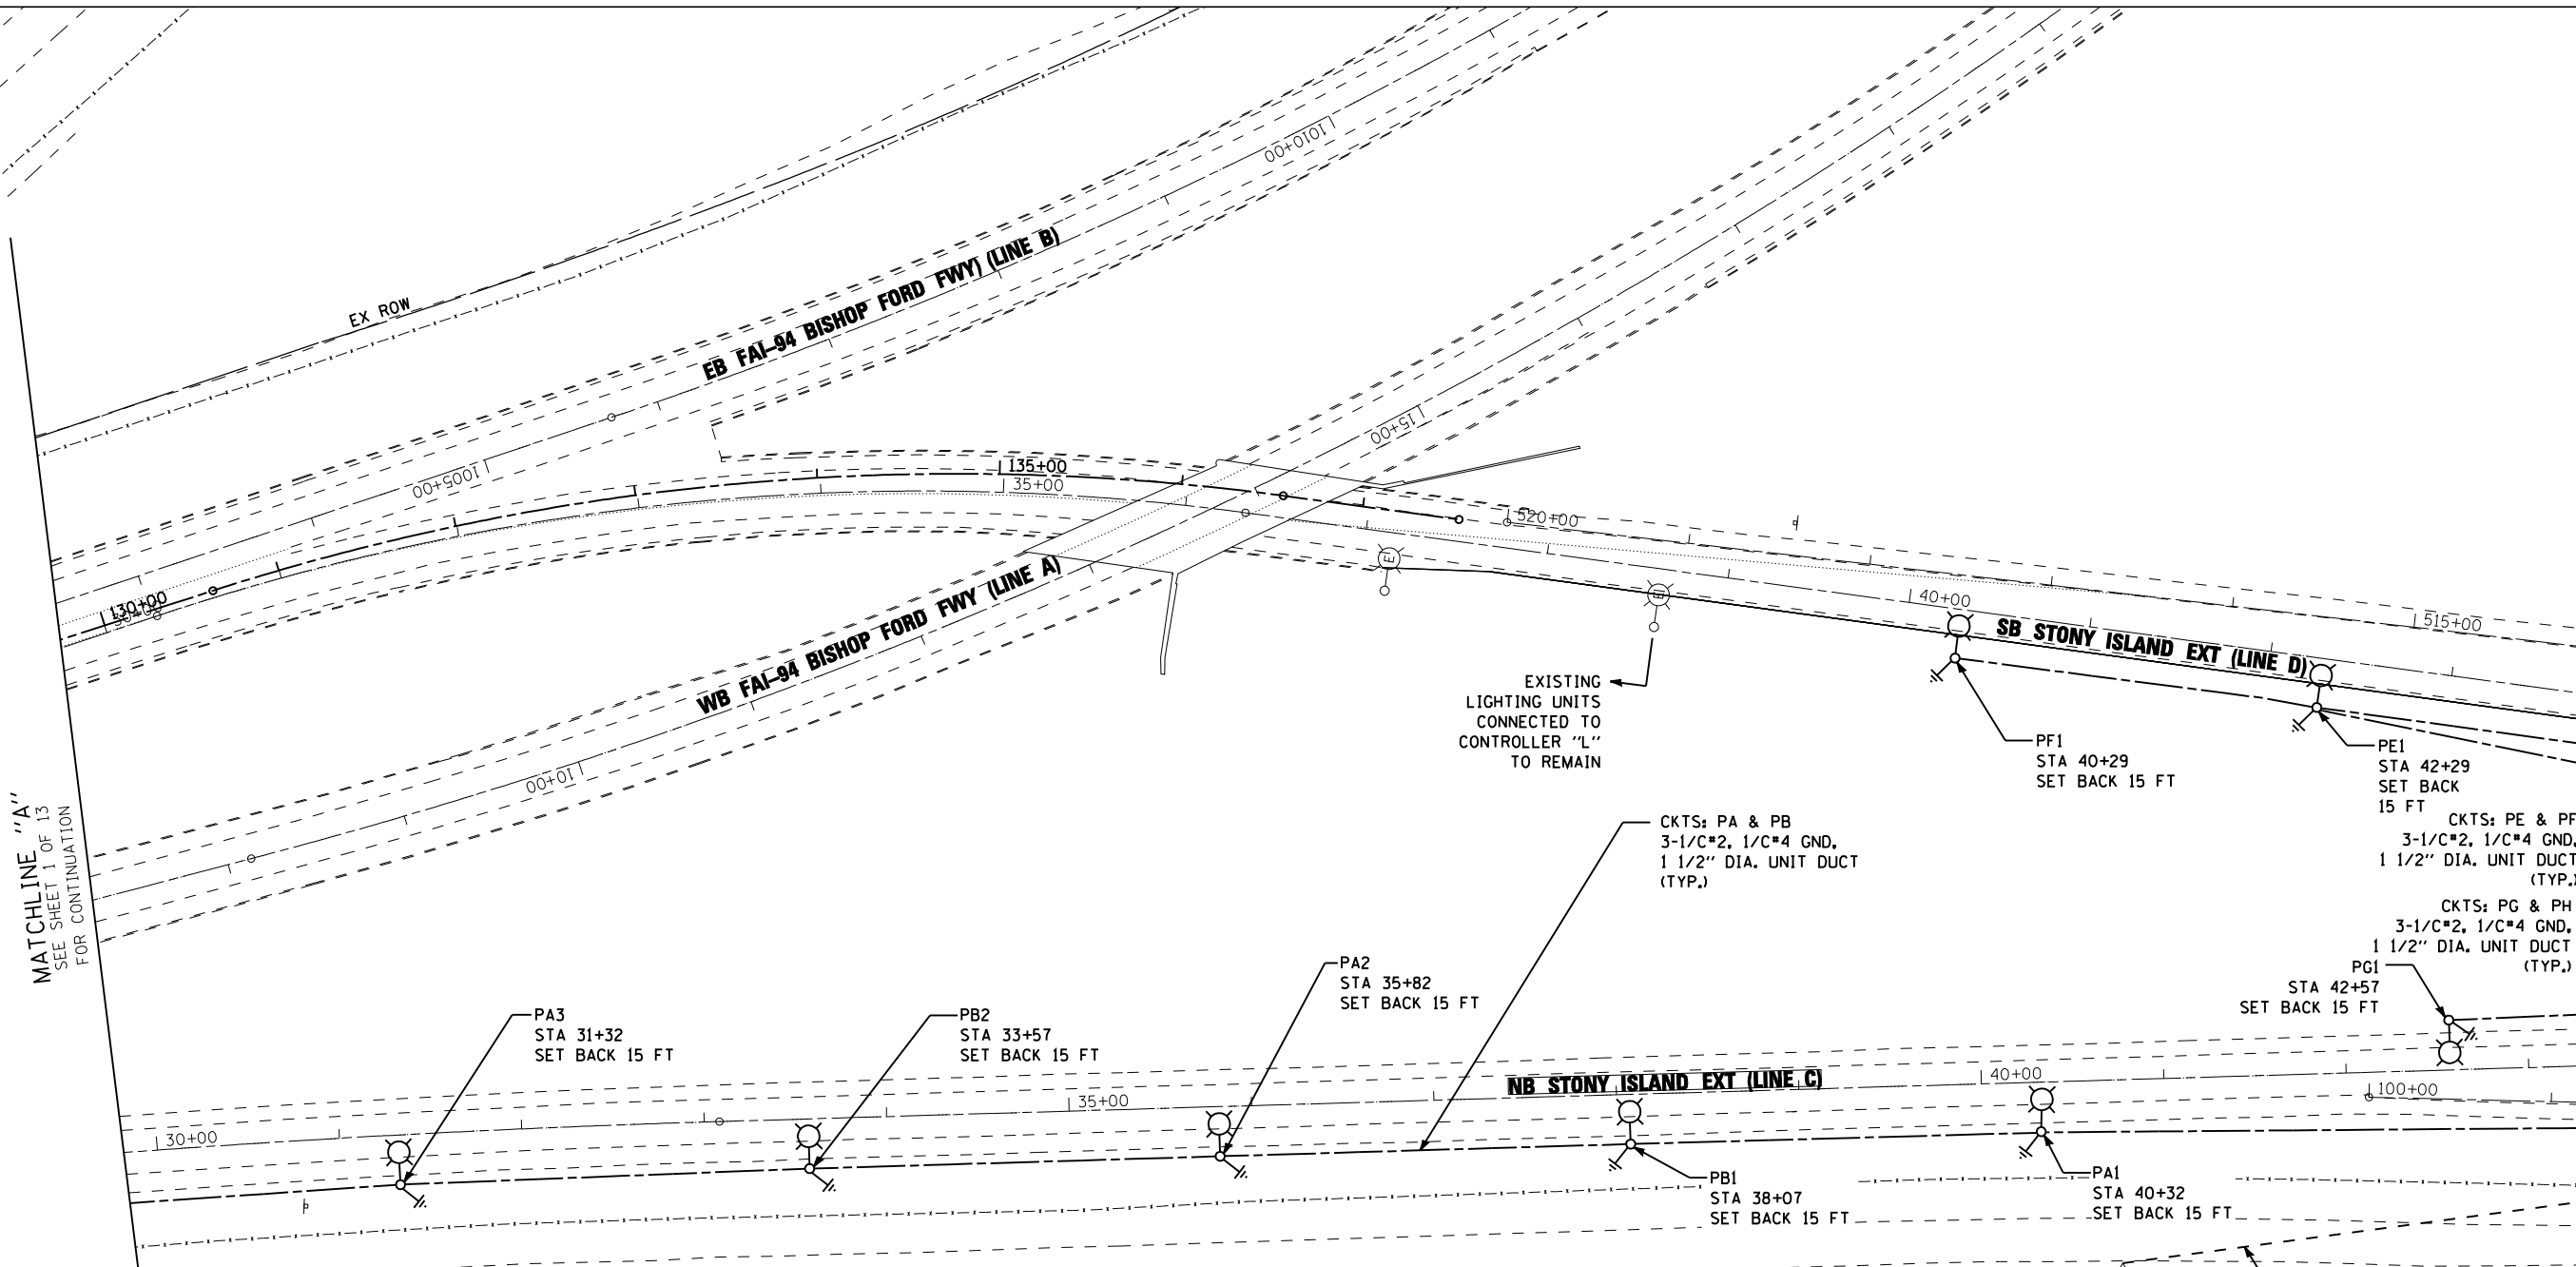 EX ROW
EB FAI-94 BISHOP FORD FWY) (LINE B)
1010+00
1005+00
15+00
135+00
35+00
130+00
520+00
40+00
515+00
SB STONY ISLAND EXT (LINE D)
WB FAI-94 BISHOP FORD FWY (LINE A)
10+00
EXISTING
LIGHTING UNITS
CONNECTED TO
CONTROLLER "L"
TO REMAIN
E
E
PF1
STA 40+29
SET BACK 15 FT
PE1
STA 42+29
SET BACK
15 FT
CKTS: PE & PF
3-1/C#2, 1/C#4 GND,
1 1/2" DIA. UNIT DUCT
(TYP.)
CKTS: PG & PH
3-1/C#2, 1/C#4 GND,
1 1/2" DIA. UNIT DUCT
(TYP.)
PG1
STA 42+57
SET BACK 15 FT
CKTS: PA & PB
3-1/C#2, 1/C#4 GND,
1 1/2" DIA. UNIT DUCT
(TYP.)
MATCHLINE "A"
SEE SHEET 1 OF 13
FOR CONTINUATION
PA3
STA 31+32
SET BACK 15 FT
PB2
STA 33+57
SET BACK 15 FT
PA2
STA 35+82
SET BACK 15 FT
NB STONY ISLAND EXT (LINE C)
30+00
35+00
40+00
100+00
PB1
STA 38+07
SET BACK 15 FT
PA1
STA 40+32
SET BACK 15 FT